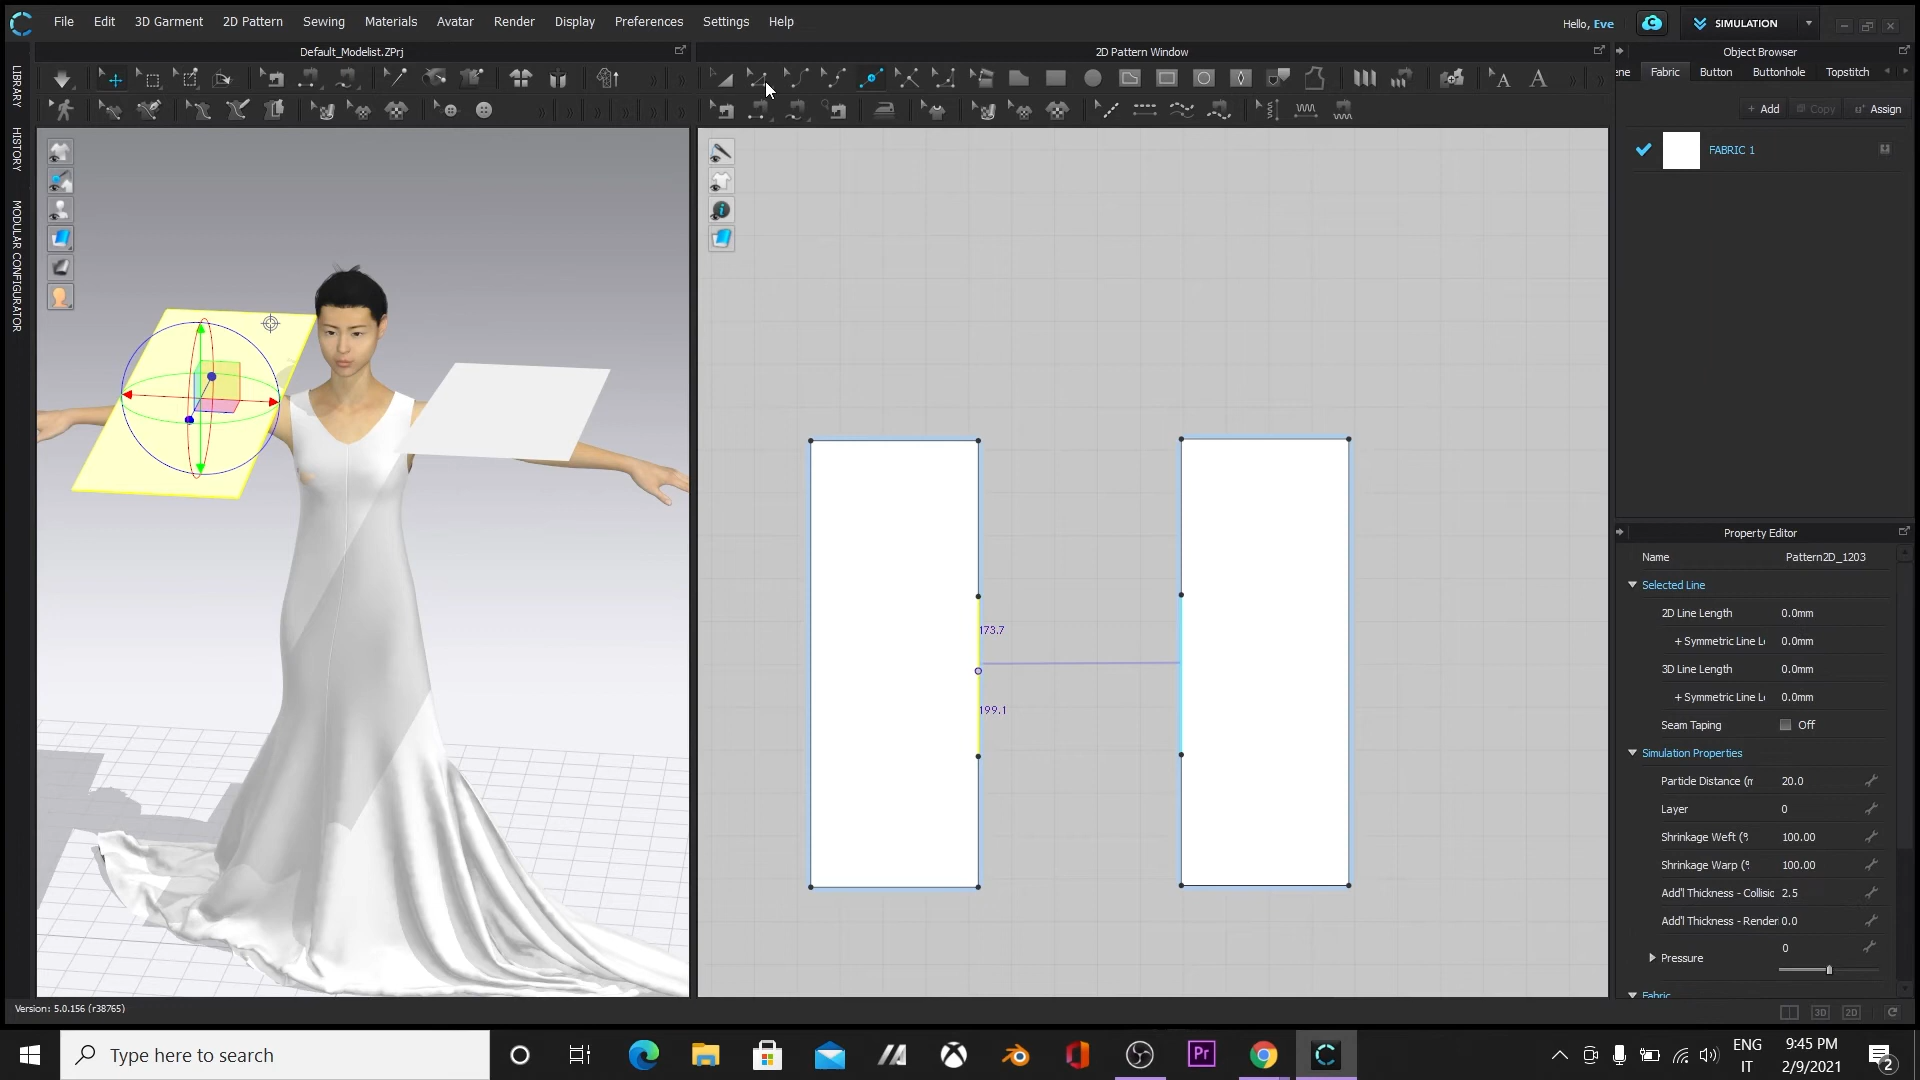 File Edit 3D Garment 2D Pattern Sewing Materials Avatar Render Display Preferences Settings Help
Hello, Eve
SIMULATION
Default_Modelist.ZPrj
2D Pattern Window
Object Browser
ene Fabric Button Buttonhole Topstitch
+ Add Copy Assign
FABRIC 1
LIBRARY
HISTORY
MODULAR CONFIGURATOR
173.7
199.1
Property Editor
Name Pattern2D_1203
Selected Line
2D Line Length 0.0mm
+ Symmetric Line L 0.0mm
3D Line Length 0.0mm
+ Symmetric Line L 0.0mm
Seam Taping Off
Simulation Properties
Particle Distance (m 20.0
Layer 0
Shrinkage Weft (% 100.00
Shrinkage Warp (% 100.00
Add'l Thickness - Collisic 2.5
Add'l Thickness - Render 0.0
Pressure 0
Fabric
Version: 5.0.156 (r38765)
3D 2D
Type here to search
ENG
IT
9:45 PM
2/9/2021
2